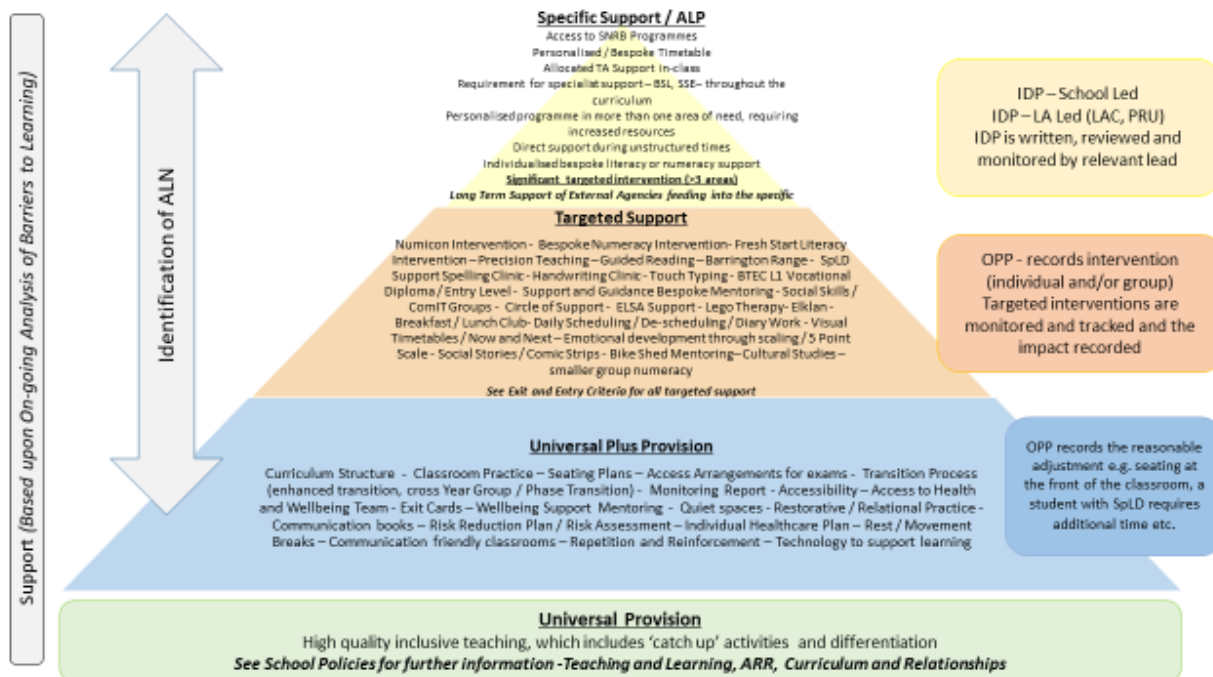 Support (Based upon On-going Analysis of Barriers to Learning)
Identification of ALN
Specific Support / ALP
Access to SNRB Programmes
Personalised / Bespoke Timetable
Allocated TA Support in-class
Requirement for specialist support – BSL, SSE– throughout the
curriculum
Personalised programme in more than one area of need, requiring
increased resources
Direct support during unstructured times
Individualised bespoke literacy or numeracy support
Significant targeted intervention (>3 areas)
Long Term Support of External Agencies feeding into the specific
IDP – School Led
IDP – LA Led (LAC, PRU)
IDP is written, reviewed and
monitored by relevant lead
Targeted Support
Numicon Intervention - Bespoke Numeracy Intervention- Fresh Start Literacy
Intervention – Precision Teaching – Guided Reading – Barrington Range - SpLD
Support Spelling Clinic - Handwriting Clinic - Touch Typing - BTEC L1 Vocational
Diploma / Entry Level - Support and Guidance Bespoke Mentoring - Social Skills /
ComIT Groups - Circle of Support - ELSA Support - Lego Therapy- Elklan -
Breakfast / Lunch Club- Daily Scheduling / De-scheduling / Diary Work - Visual
Timetables / Now and Next – Emotional development through scaling / 5 Point
Scale - Social Stories / Comic Strips - Bike Shed Mentoring– Cultural Studies –
smaller group numeracy
See Exit and Entry Criteria for all targeted support
OPP - records intervention
(individual and/or group)
Targeted interventions are
monitored and tracked and the
impact recorded
Universal Plus Provision
Curriculum Structure - Classroom Practice – Seating Plans – Access Arrangements for exams - Transition Process
(enhanced transition, cross Year Group / Phase Transition) - Monitoring Report - Accessibility – Access to Health
and Wellbeing Team - Exit Cards – Wellbeing Support Mentoring - Quiet spaces - Restorative / Relational Practice -
Communication books – Risk Reduction Plan / Risk Assessment – Individual Healthcare Plan – Rest / Movement
Breaks – Communication friendly classrooms – Repetition and Reinforcement – Technology to support learning
OPP records the reasonable
adjustment e.g. seating at
the front of the classroom, a
student with SpLD requires
additional time etc.
Universal Provision
High quality inclusive teaching, which includes ‘catch up’ activities and differentiation
See School Policies for further information -Teaching and Learning, ARR, Curriculum and Relationships